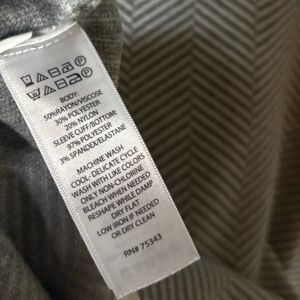 BODY:
50%RAYON/VISCOSE
30% POLYESTER
20% NYLON
SLEEVE CUFF/BOTTOM:
97% POLYESTER
3% SPANDEX/ELASTANE
MACHINE WASH
COOL- DELICATE CYCLE
WASH WITH LIKE COLORS
ONLY NON-CHLORINE
BLEACH WHEN NEEDED
RESHAPE WHILE DAMP
DRY FLAT
LOW IRON IF NEEDED
OR DRY CLEAN
RN# 75343